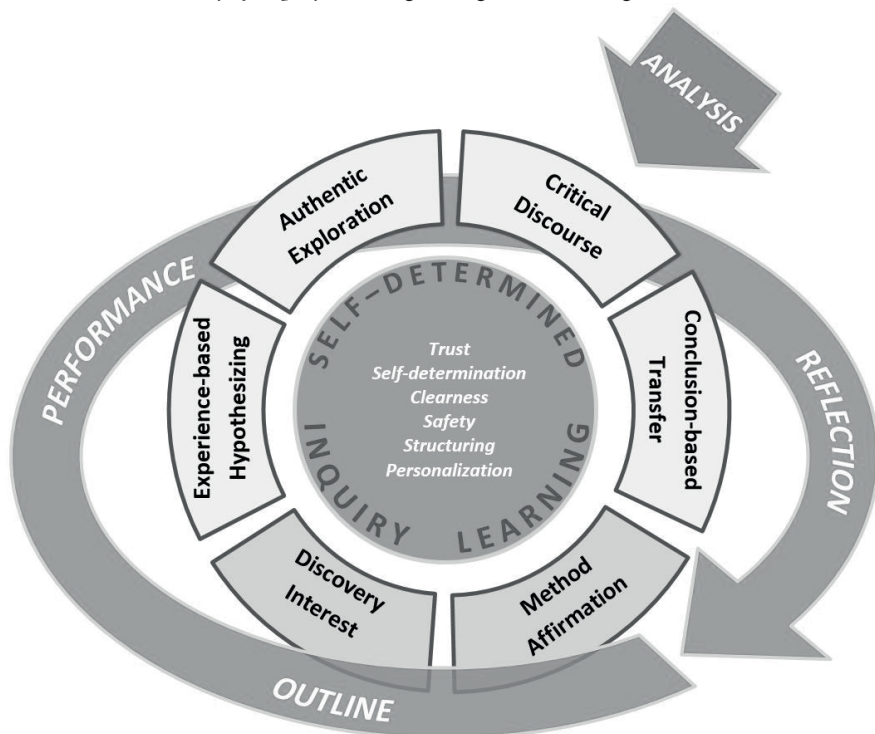 ANALYSIS
Authentic
Exploration
Critical
Discourse
PERFORMANCE
SELF-DETERMINED
Trust
Self-determination
Clearness
Safety
Structuring
Personalization
INQUIRY LEARNING
Experience-based
Hypothesizing
Conclusion-based
Transfer
REFLECTION
Discovery
Interest
Method
Affirmation
OUTLINE